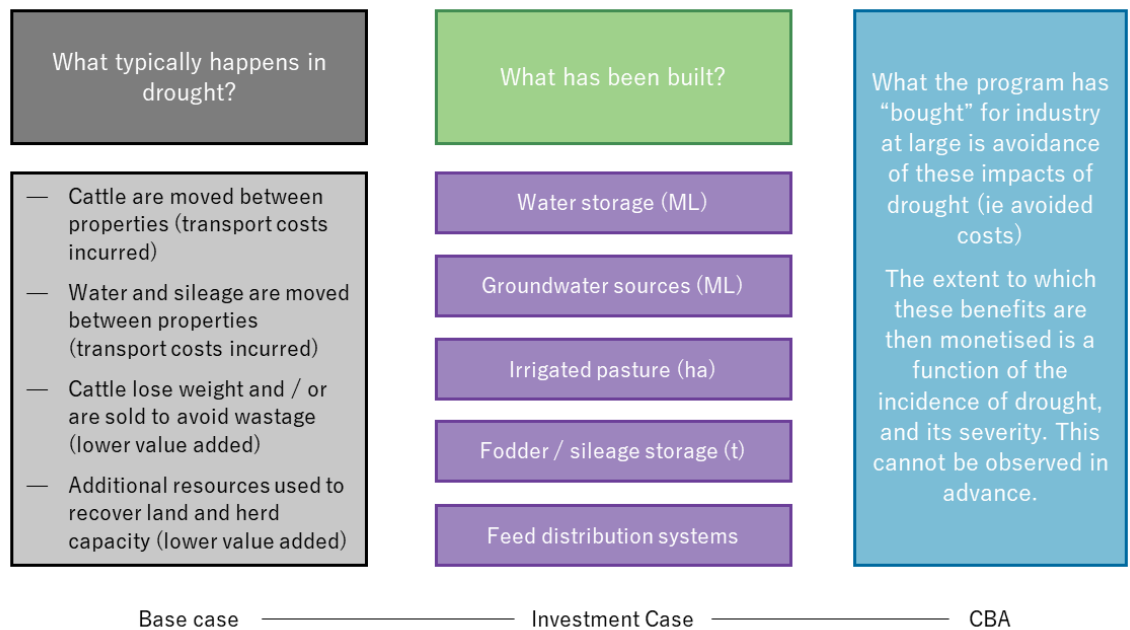 What typically happens in
drought?
— Cattle are moved between
properties (transport costs
incurred)
— Water and sileage are moved
between properties
(transport costs incurred)
— Cattle lose weight and / or
are sold to avoid wastage
(lower value added)
— Additional resources used to
recover land and herd
capacity (lower value added)
What has been built?
Water storage (ML)
Groundwater sources (ML)
Irrigated pasture (ha)
Fodder / sileage storage (t)
Feed distribution systems
What the program has
“bought” for industry
at large is avoidance
of these impacts of
drought (ie avoided
costs)
The extent to which
these benefits are
then monetised is a
function of the
incidence of drought,
and its severity. This
cannot be observed in
advance.
Base case
Investment Case
CBA